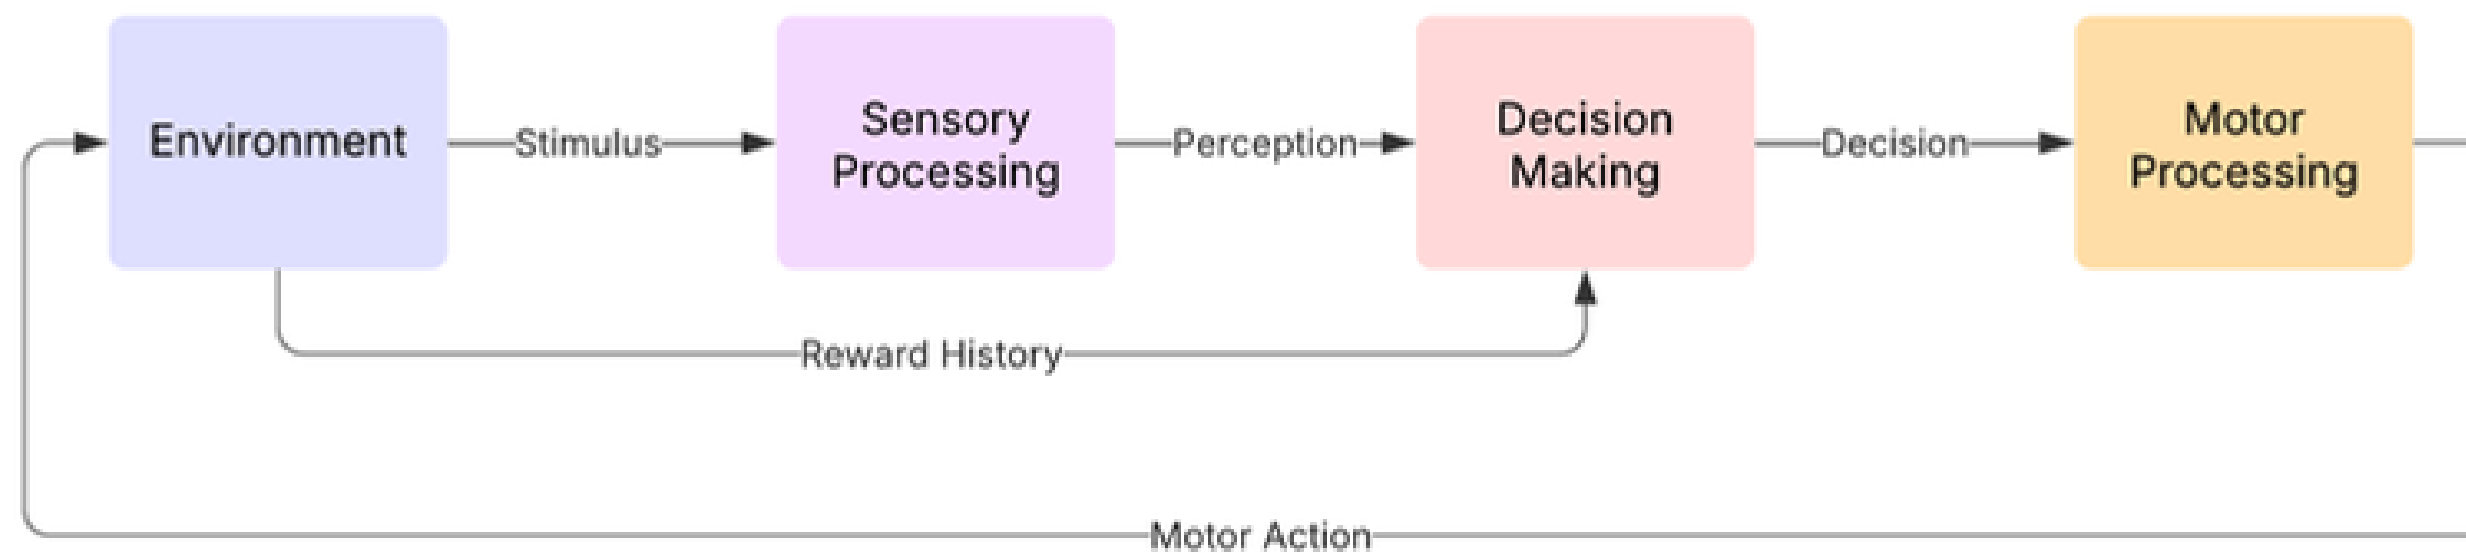 Environment
Stimulus
Sensory
Processing
Perception
Decision
Making
Decision
Motor
Processing
Reward History
Motor Action